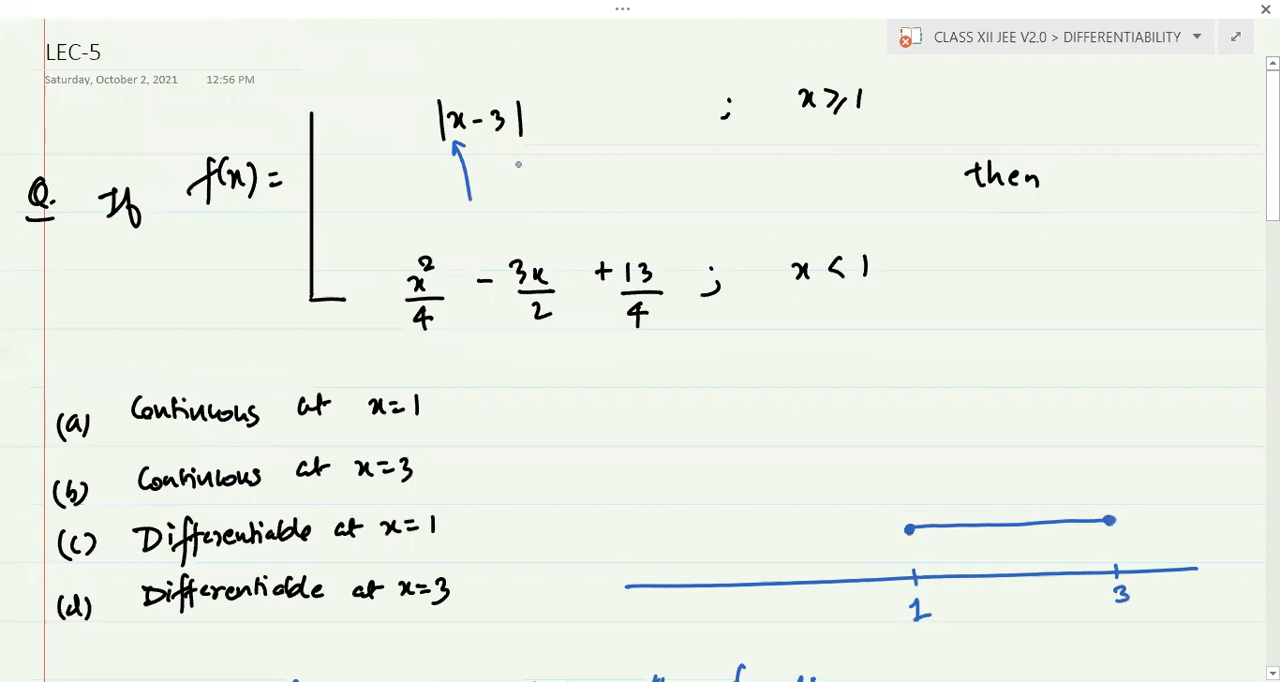 LEC-5
CLASS XII JEE V2.0 > DIFFERENTIABILITY
Saturday, October 2, 2021 12:56 PM
|x-3| ; x ≥ 1
Q. If f(x) = then
x²/4 - 3x/2 + 13/4 ; x < 1
(a) Continuous at x=1
(b) Continuous at x=3
(c) Differentiable at x=1
(d) Differentiable at x=3
1 3